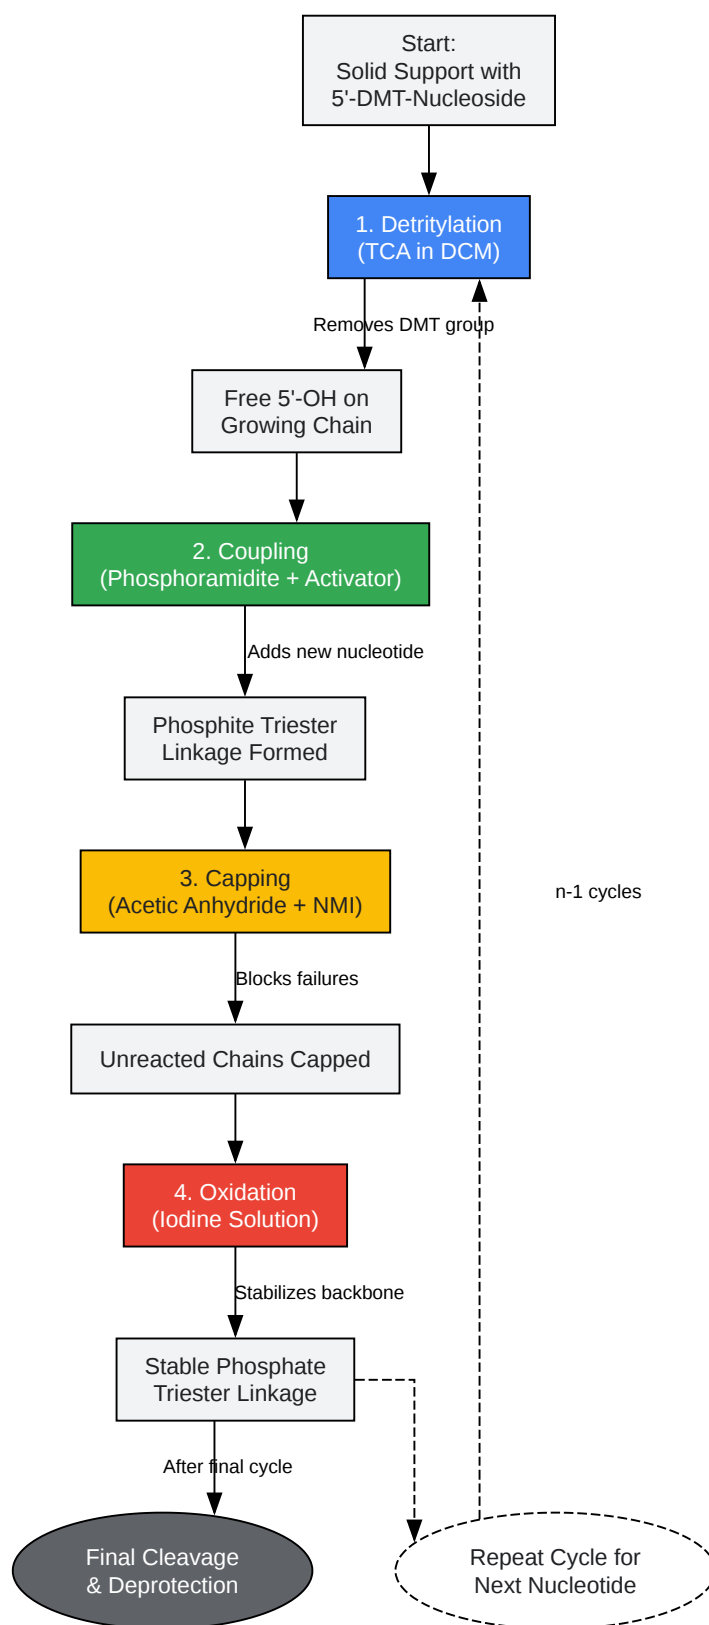 Start:
Solid Support with
5'-DMT-Nucleoside
1. Detritylation
(TCA in DCM)
Removes DMT group
Free 5'-OH on
Growing Chain
2. Coupling
(Phosphoramidite + Activator)
Adds new nucleotide
Phosphite Triester
Linkage Formed
3. Capping
(Acetic Anhydride + NMI)
n-1 cycles
Blocks failures
Unreacted Chains Capped
4. Oxidation
(Iodine Solution)
Stabilizes backbone
Stable Phosphate
Triester Linkage
After final cycle
Final Cleavage
& Deprotection
Repeat Cycle for
Next Nucleotide